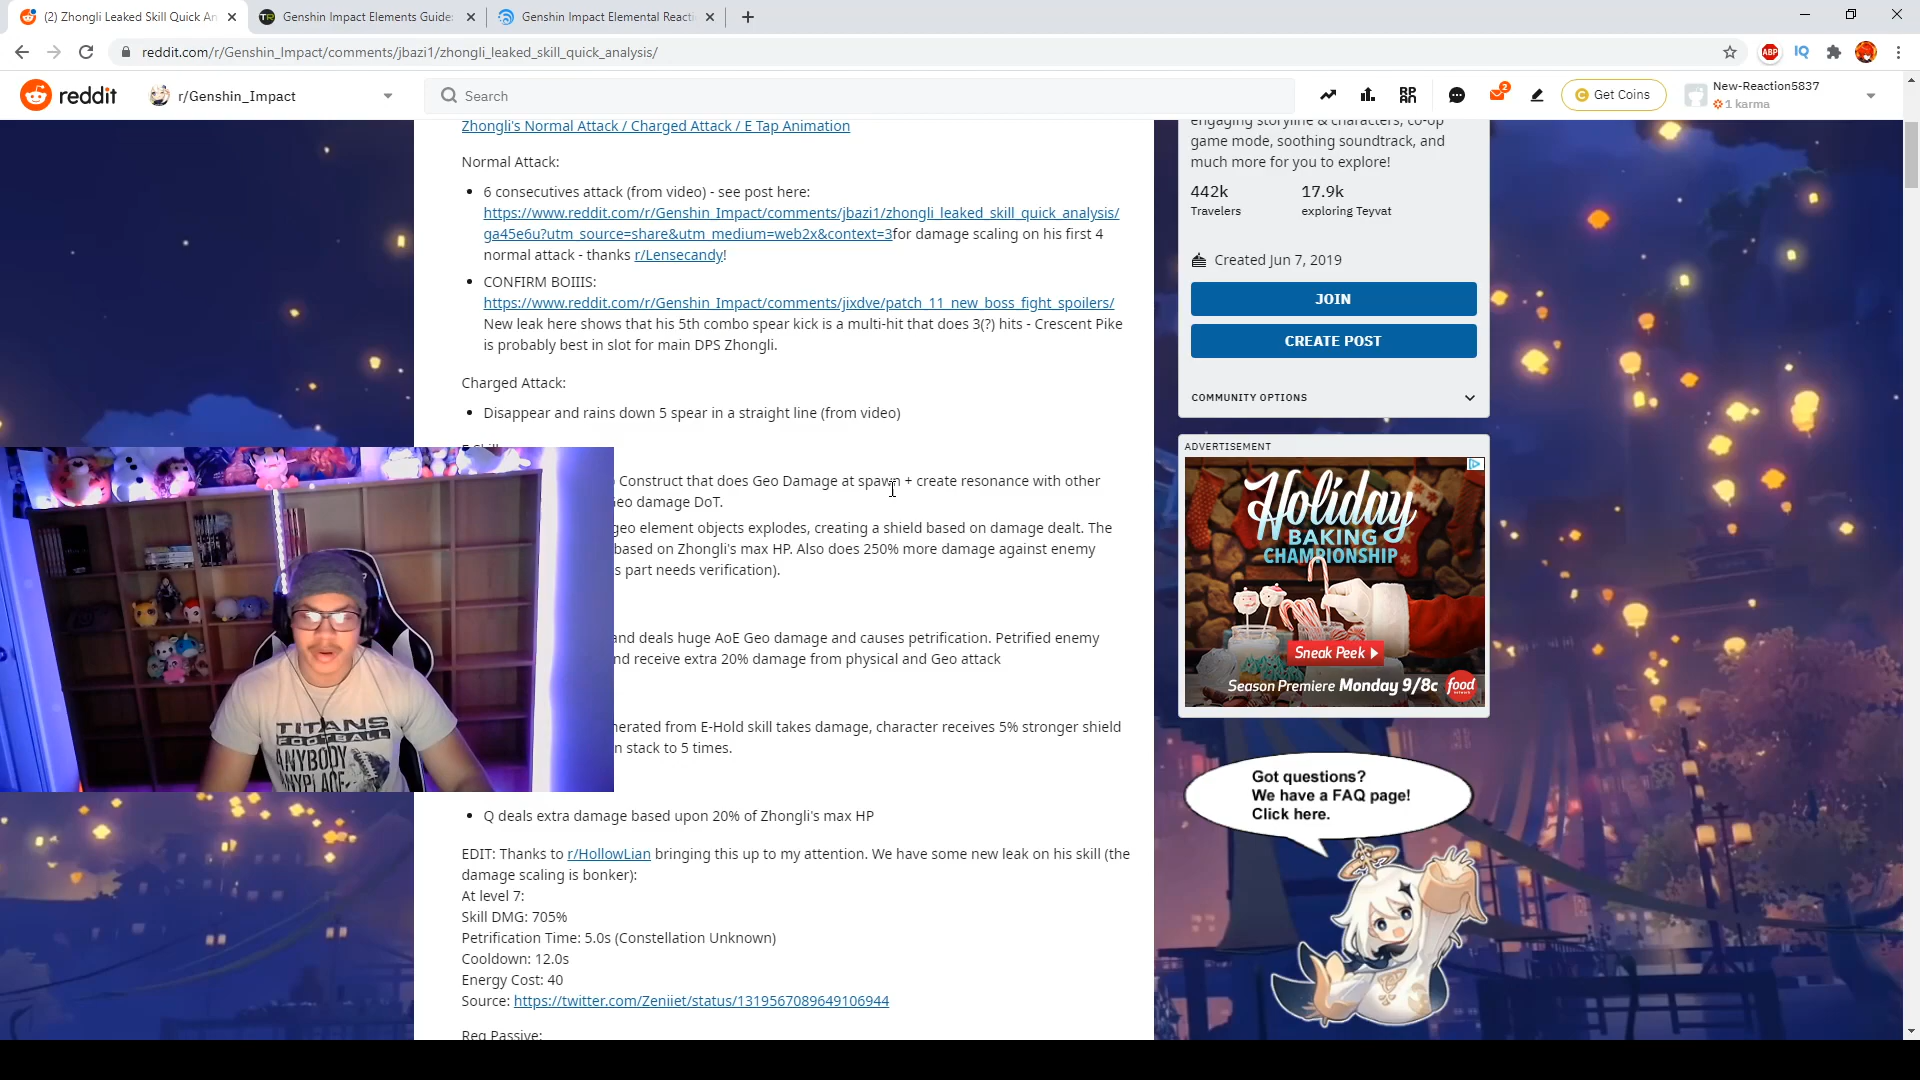 (2) Zhongli Leaked Skill Quick An
Genshin Impact Elements Guide:
Genshin Impact Elemental Reacti
reddit.com/r/Genshin_Impact/comments/jbazi1/zhongli_leaked_skill_quick_analysis/
ABP
IQ
reddit
r/Genshin_Impact
Search
2
Get Coins
New-Reaction5837
1 karma
Zhongli's Normal Attack / Charged Attack / E Tap Animation
Normal Attack:
6 consecutives attack (from video) - see post here:
https://www.reddit.com/r/Genshin_Impact/comments/jbazi1/zhongli_leaked_skill_quick_analysis/
ga45e6u?utm_source=share&utm_medium=web2x&context=3for damage scaling on his first 4
normal attack - thanks r/Lensecandy!
CONFIRM BOIIIS:
https://www.reddit.com/r/Genshin_Impact/comments/jixdve/patch_11_new_boss_fight_spoilers/
New leak here shows that his 5th combo spear kick is a multi-hit that does 3(?) hits - Crescent Pike
is probably best in slot for main DPS Zhongli.
Charged Attack:
Disappear and rains down 5 spear in a straight line (from video)
Construct that does Geo Damage at spawn + create resonance with other
eo damage DoT.
geo element objects explodes, creating a shield based on damage dealt. The
based on Zhongli's max HP. Also does 250% more damage against enemy
s part needs verification).
nd deals huge AoE Geo damage and causes petrification. Petrified enemy
nd receive extra 20% damage from physical and Geo attack
nerated from E-Hold skill takes damage, character receives 5% stronger shield
n stack to 5 times.
Q deals extra damage based upon 20% of Zhongli's max HP
EDIT: Thanks to r/HollowLian bringing this up to my attention. We have some new leak on his skill (the
damage scaling is bonker):
At level 7:
Skill DMG: 705%
Petrification Time: 5.0s (Constellation Unknown)
Cooldown: 12.0s
Energy Cost: 40
Source: https://twitter.com/Zeniiet/status/1319567089649106944
Reg Passive:
engaging storyline & characters, co-op
game mode, soothing soundtrack, and
much more for you to explore!
442k
17.9k
Travelers
exploring Teyvat
Created Jun 7, 2019
JOIN
CREATE POST
COMMUNITY OPTIONS
ADVERTISEMENT
Holiday
BAKING
CHAMPIONSHIP
Sneak Peek
Season Premiere Monday 9/8c food
Got questions?
We have a FAQ page!
Click here.
TITANS
FOOTBALL
ANYBODY
ANYPLACE